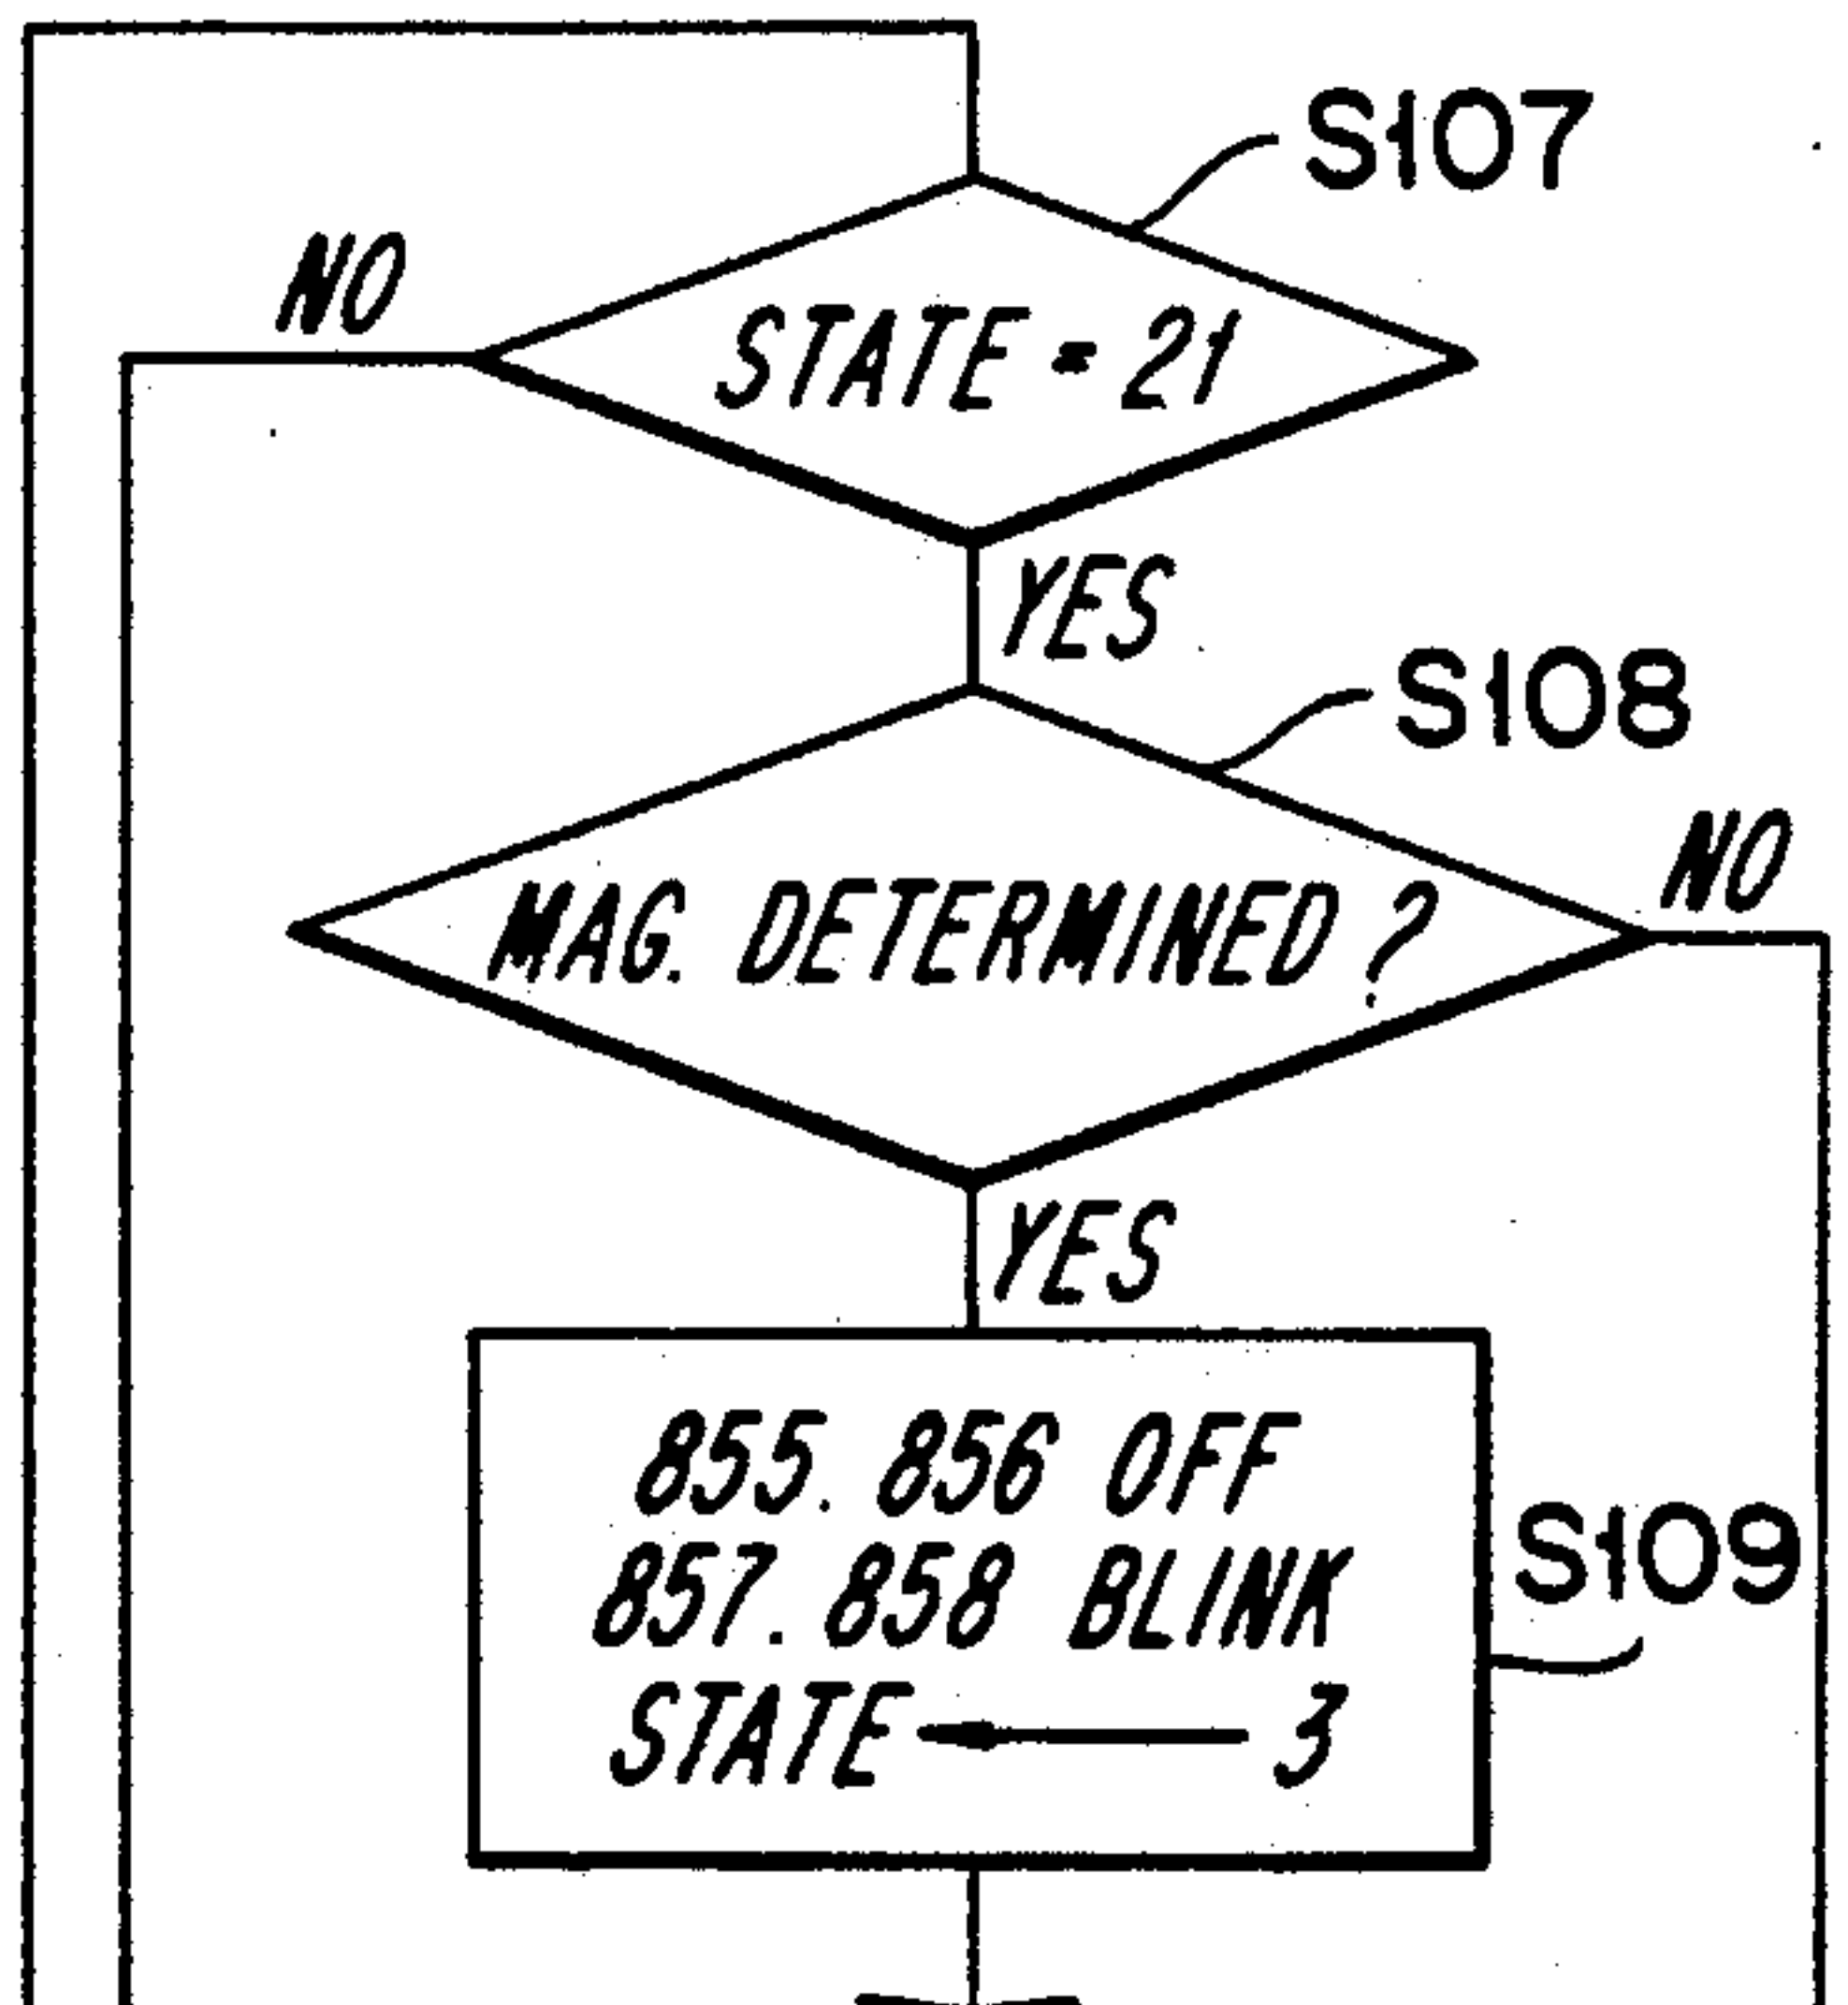 S107
NO
STATE = 21
YES
S108
NO
MAG. DETERMINED ?
YES
855. 856 OFF
857. 858 BLINK
S109
STATE ← 3